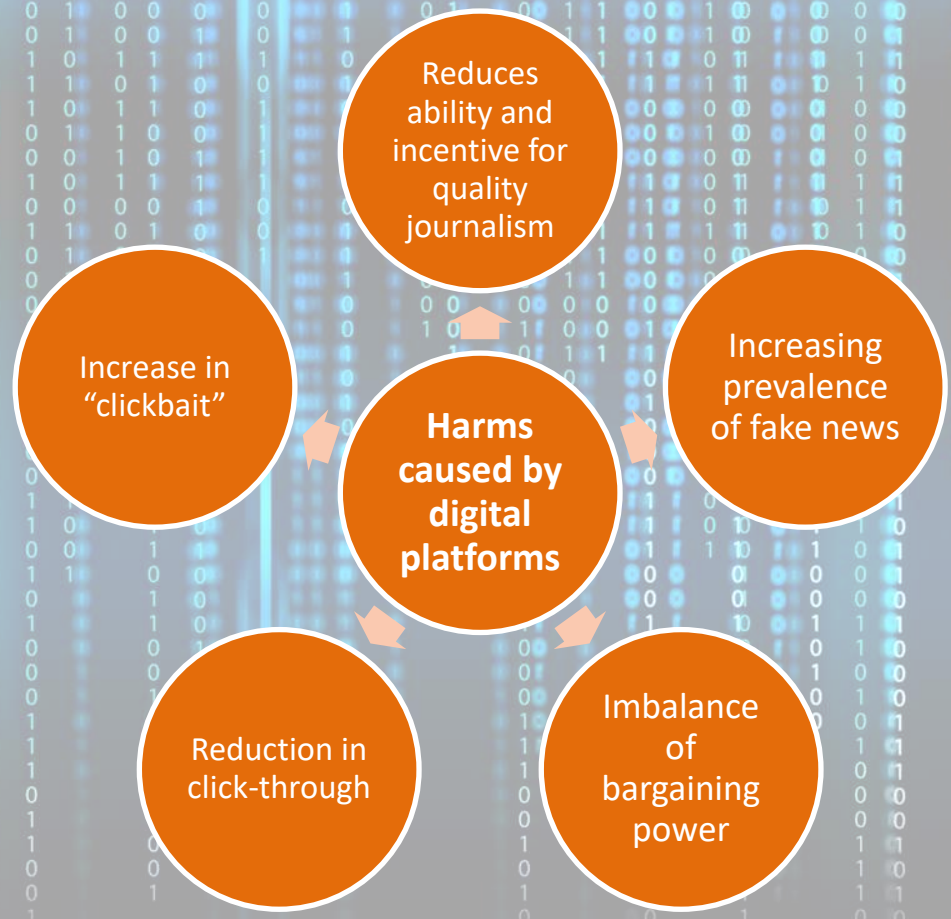 Reduces
ability and
incentive for
quality
journalism
Increasing
prevalence
of fake news
Imbalance
of
bargaining
power
Reduction in
click-through
Increase in
“clickbait”
Harms
caused by
digital
platforms